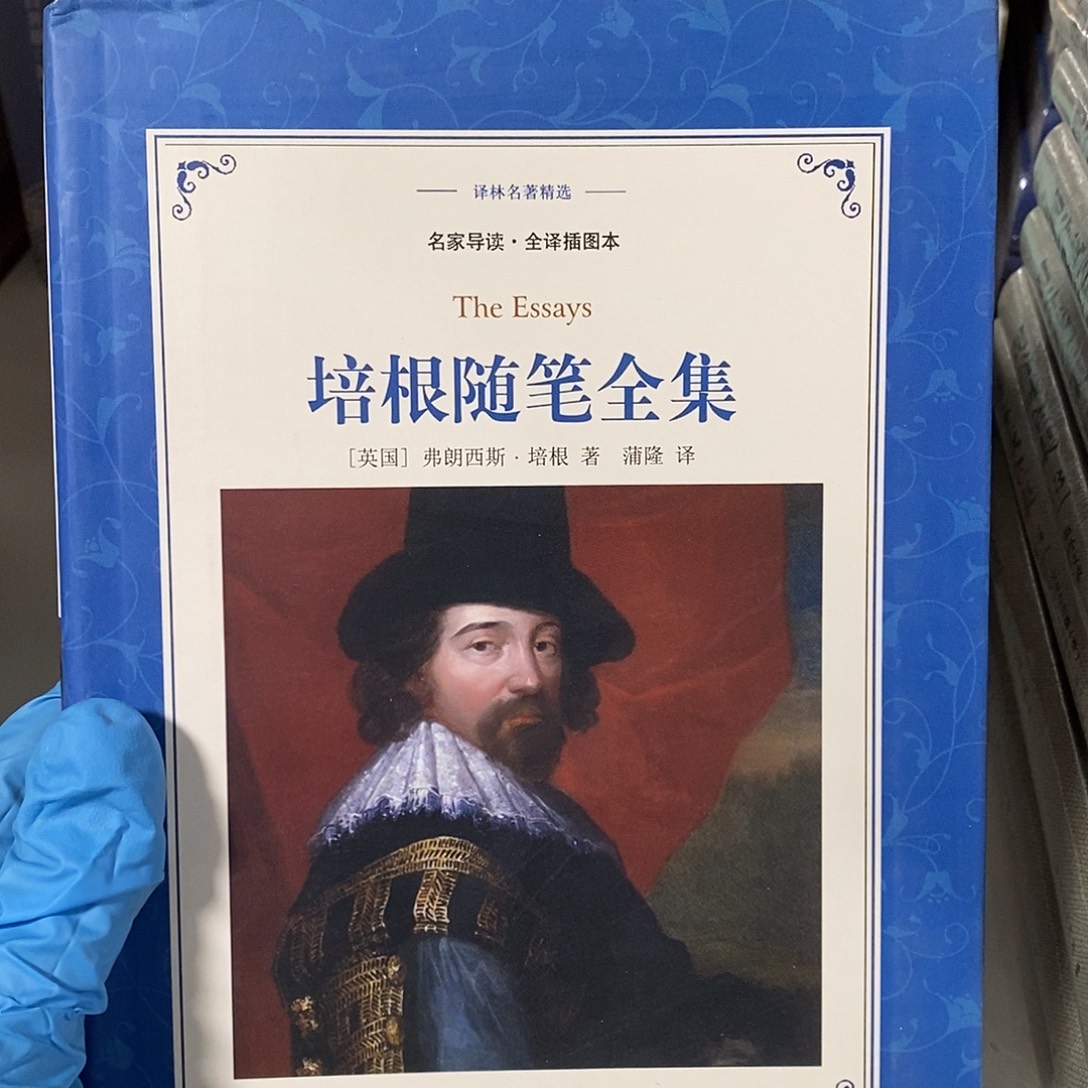 译林名著精选
名家导读·全译插图本
The Essays
培根随笔全集
[英国] 弗朗西斯·培根 著 蒲隆 译